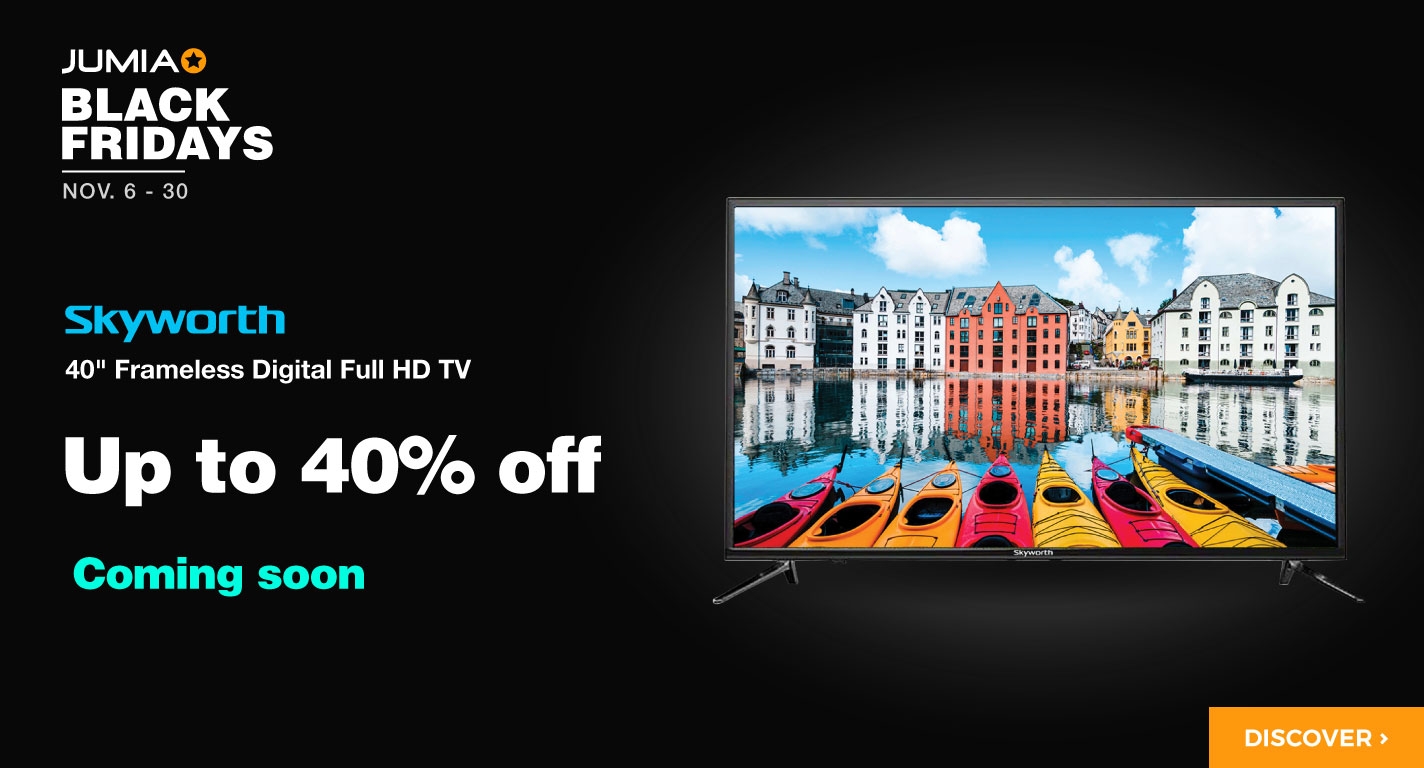 JUMIA
BLACK
FRIDAYS
NOV. 6 - 30
Skyworth
40" Frameless Digital Full HD TV
Up to 40% off
Coming soon
Skyworth
DISCOVER ›